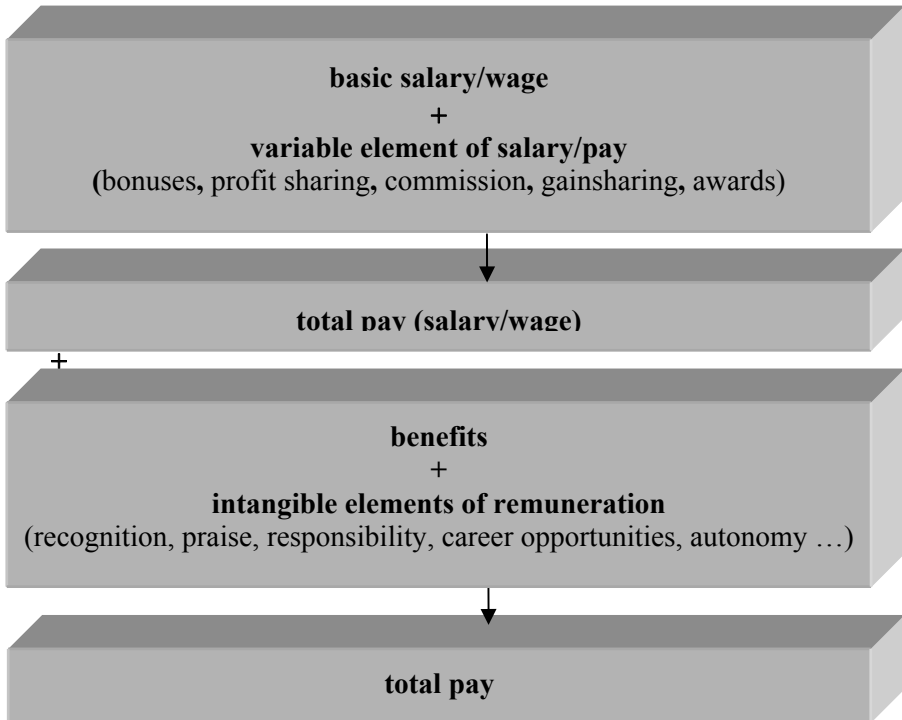 basic salary/wage
+
variable element of salary/pay
(bonuses, profit sharing, commission, gainsharing, awards)
total pay (salary/wage)
+
benefits
+
intangible elements of remuneration
(recognition, praise, responsibility, career opportunities, autonomy …)
total pay